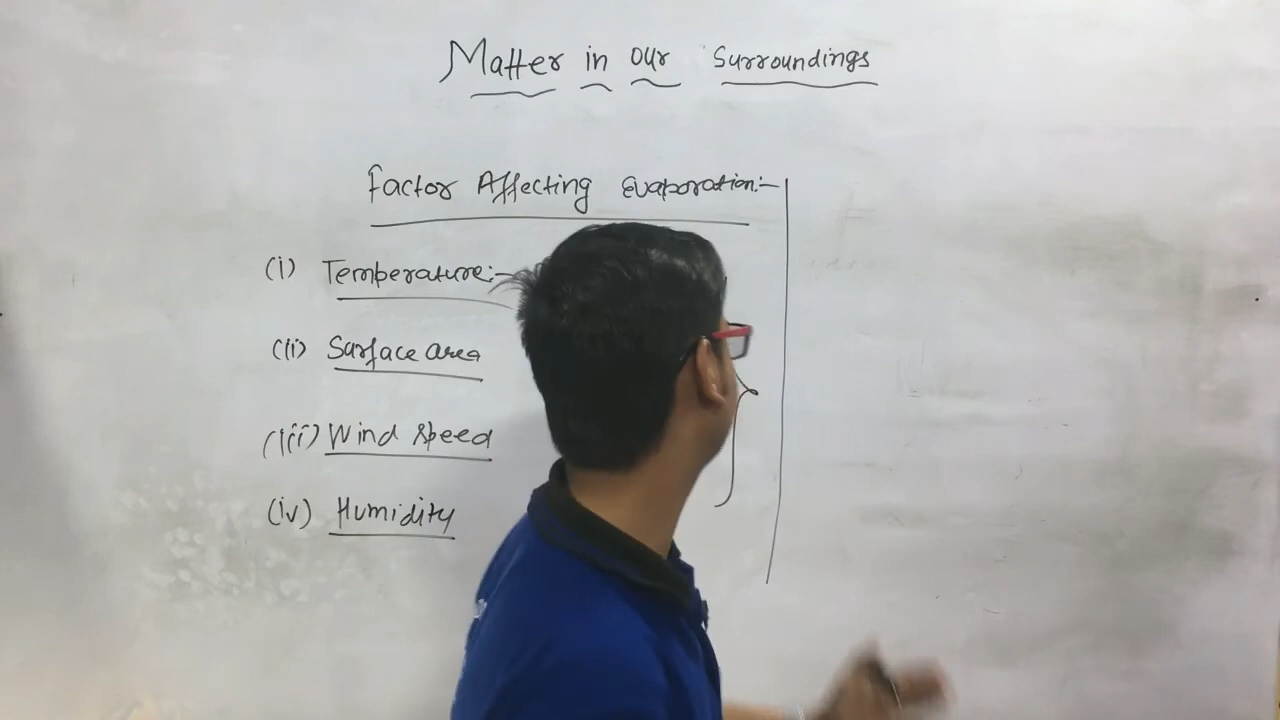 Matter in our Surroundings
Factor Affecting Evaporation:-
(i) Temperature:-
(ii) Surface area
(iii) Wind Speed
(iv) Humidity